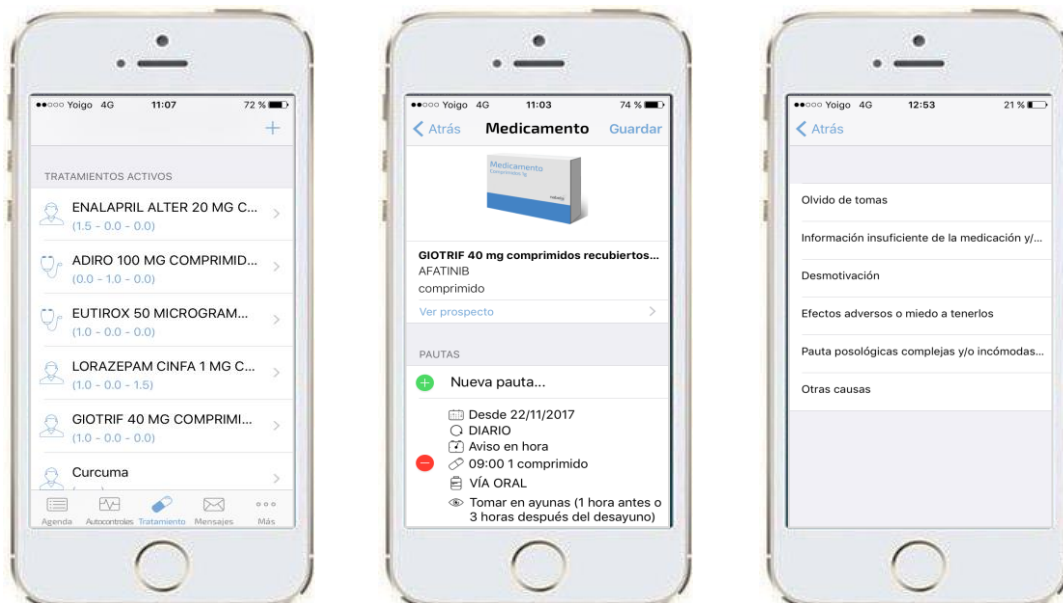 Yoigo 4G 11:07 72 %
+
TRATAMIENTOS ACTIVOS
ENALAPRIL ALTER 20 MG C...
(1.5 - 0.0 - 0.0)
ADIRO 100 MG COMPRIMID...
(0.0 - 1.0 - 0.0)
EUTIROX 50 MICROGRAM...
(1.0 - 0.0 - 0.0)
LORAZEPAM CINFA 1 MG C...
(1.0 - 0.0 - 1.5)
GIOTRIF 40 MG COMPRIMI...
(1.0 - 0.0 - 0.0)
Curcuma
Agenda Autocontroles Tratamiento Mensajes Más
Yoigo 4G 11:03 74 %
Atrás Medicamento Guardar
Medicamento
Comprimidos 1g
GIOTRIF 40 mg comprimidos recubiertos...
AFATINIB
comprimido
Ver prospecto
PAUTAS
Nueva pauta...
Desde 22/11/2017
DIARIO
Aviso en hora
09:00 1 comprimido
VÍA ORAL
Tomar en ayunas (1 hora antes o
3 horas después del desayuno)
Yoigo 4G 12:53 21 %
Atrás
Olvido de tomas
Información insuficiente de la medicación y/...
Desmotivación
Efectos adversos o miedo a tenerlos
Pauta posológicas complejas y/o incómodas...
Otras causas